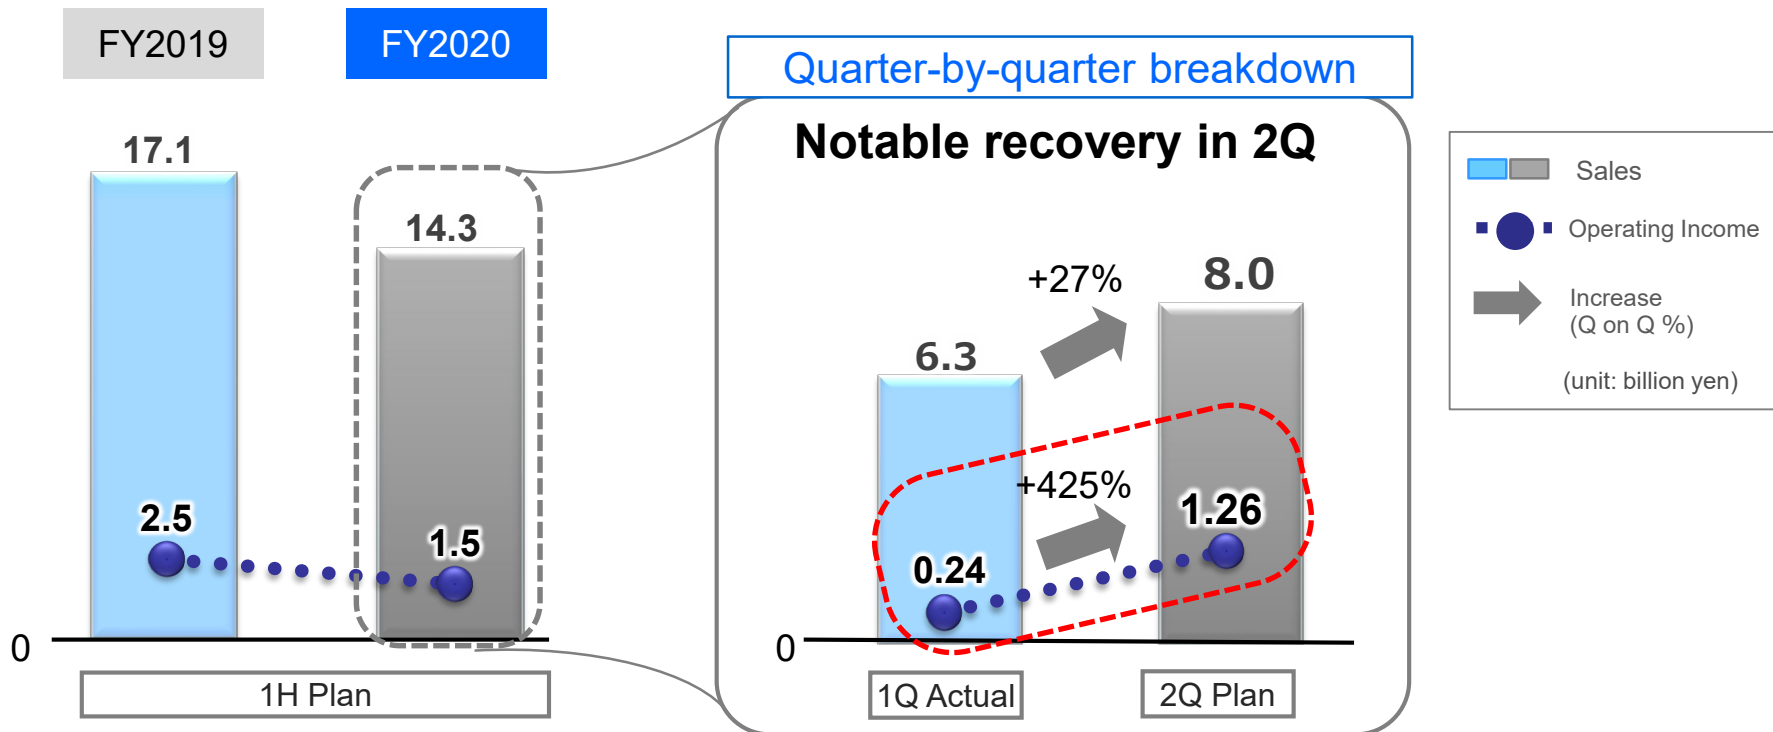 FY2019
FY2020
Quarter-by-quarter breakdown
Notable recovery in 2Q
17.1
14.3
2.5
1.5
0
1H Plan
+27%
8.0
6.3
+425%
1.26
0.24
0
1Q Actual
2Q Plan
Sales
Operating Income
Increase
(Q on Q %)
(unit: billion yen)